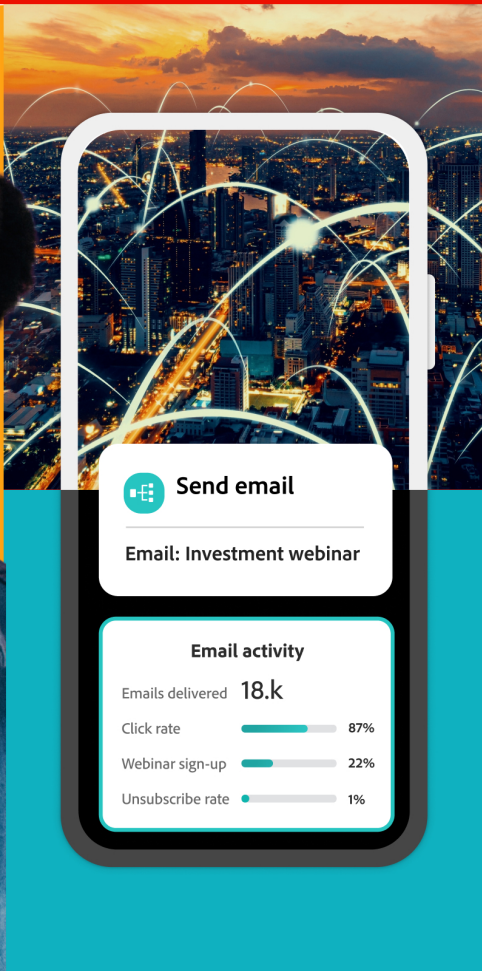 Send email
Email: Investment webinar
Email activity
Emails delivered 18.k
Click rate 87%
Webinar sign-up 22%
Unsubscribe rate 1%